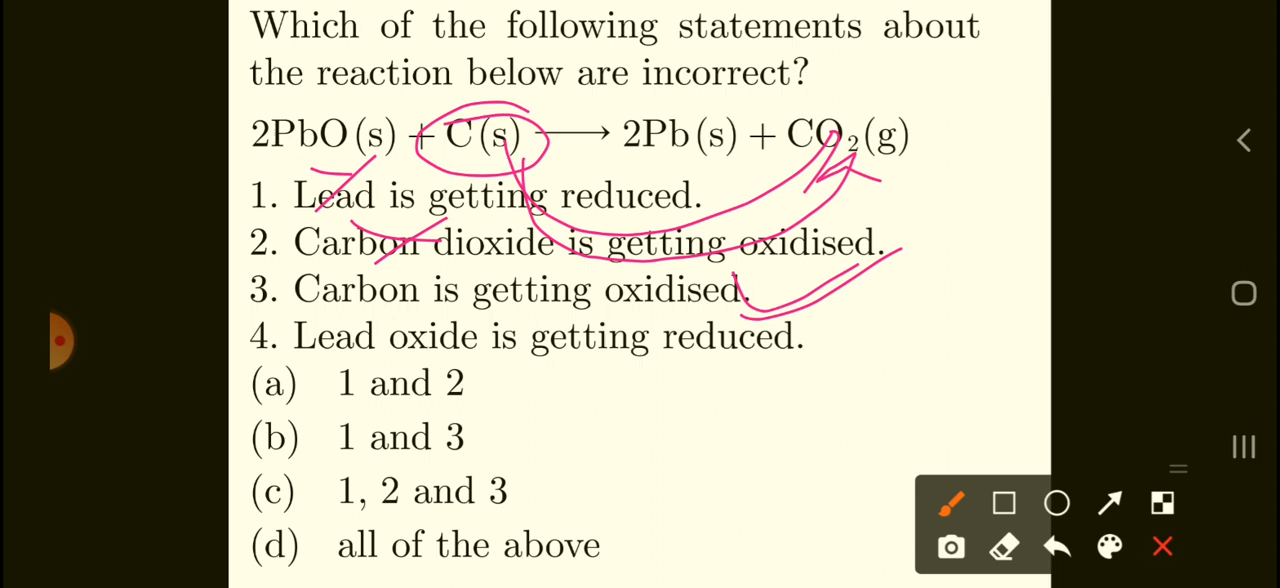 Which of the following statements about
the reaction below are incorrect?
2PbO (s) + C (s) ⟶ 2Pb (s) + CO₂ (g)
1. Lead is getting reduced.
2. Carbon dioxide is getting oxidised.
3. Carbon is getting oxidised.
4. Lead oxide is getting reduced.
(a) 1 and 2
(b) 1 and 3
(c) 1, 2 and 3
(d) all of the above